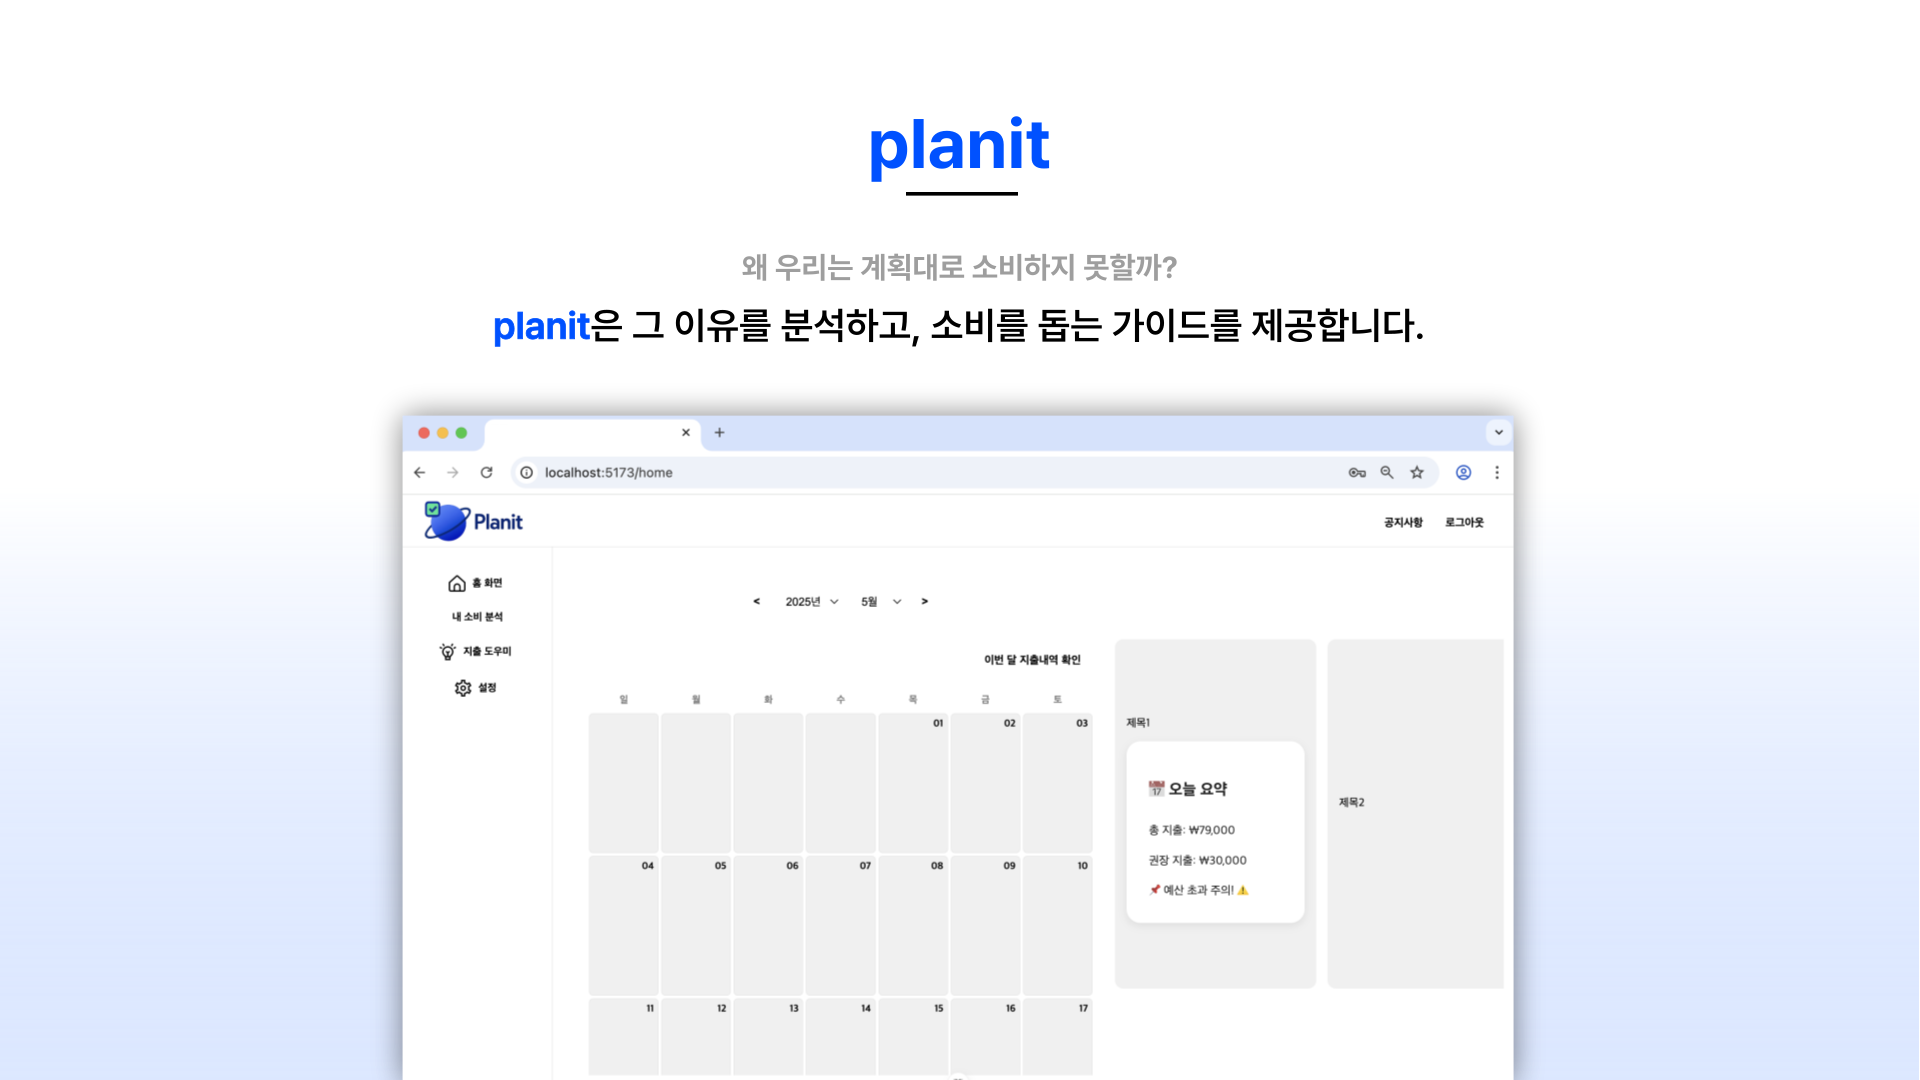 planit
왜 우리는 계획대로 소비하지 못할까?
planit은 그 이유를 분석하고, 소비를 돕는 가이드를 제공합니다.
localhost:5173/home
Planit
공지사항 로그아웃
홈 화면
내 소비 분석
지출 도우미
설정
< 2025년 5월 >
이번 달 지출내역 확인
일 월 화 수 목 금 토
01 02 03
04 05 06 07 08 09 10
11 12 13 14 15 16 17
제목1
17 오늘 요약
총 지출: ₩79,000
권장 지출: ₩30,000
📌 예산 초과 주의! ⚠️
제목2